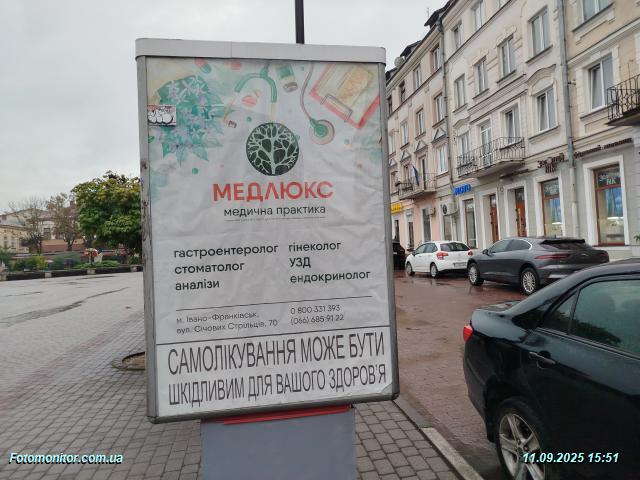 МЕДЛЮКС
медична практика
гастроентеролог гінеколог
стоматолог УЗД
аналізи ендокринолог
м. Івано-Франківськ, 0 800 331 393
вул. Січових Стрільців, 70 (066) 685 91 22
САМОЛІКУВАННЯ МОЖЕ БУТИ
ШКІДЛИВИМ ДЛЯ ВАШОГО ЗДОРОВ'Я
Fotomonitor.com.ua
11.09.2025 15:51